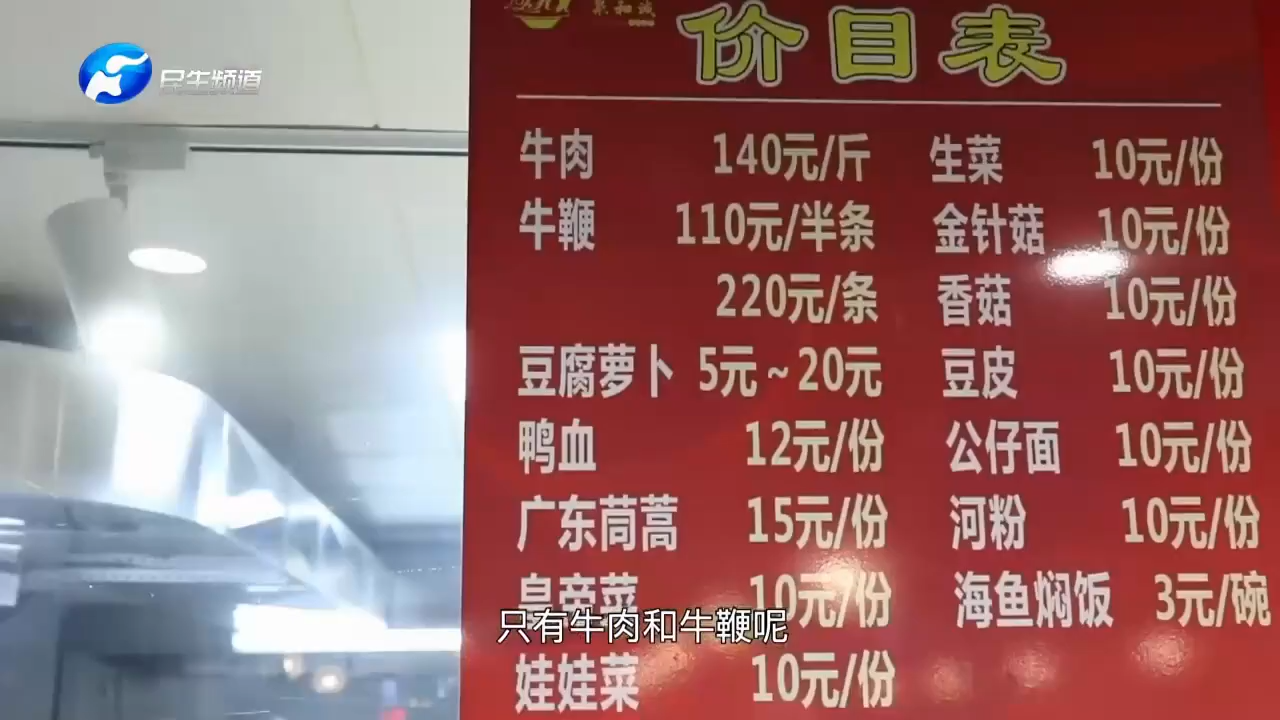 民生频道
价目表
牛肉 140元/斤
牛鞭 110元/半条
220元/条
豆腐萝卜 5元~20元
鸭血 12元/份
广东茼蒿 15元/份
皇帝菜 10元/份
娃娃菜 10元/份
生菜 10元/份
金针菇 10元/份
香菇 10元/份
豆皮 10元/份
公仔面 10元/份
河粉 10元/份
海鱼焖饭 3元/碗
只有牛肉和牛鞭呢